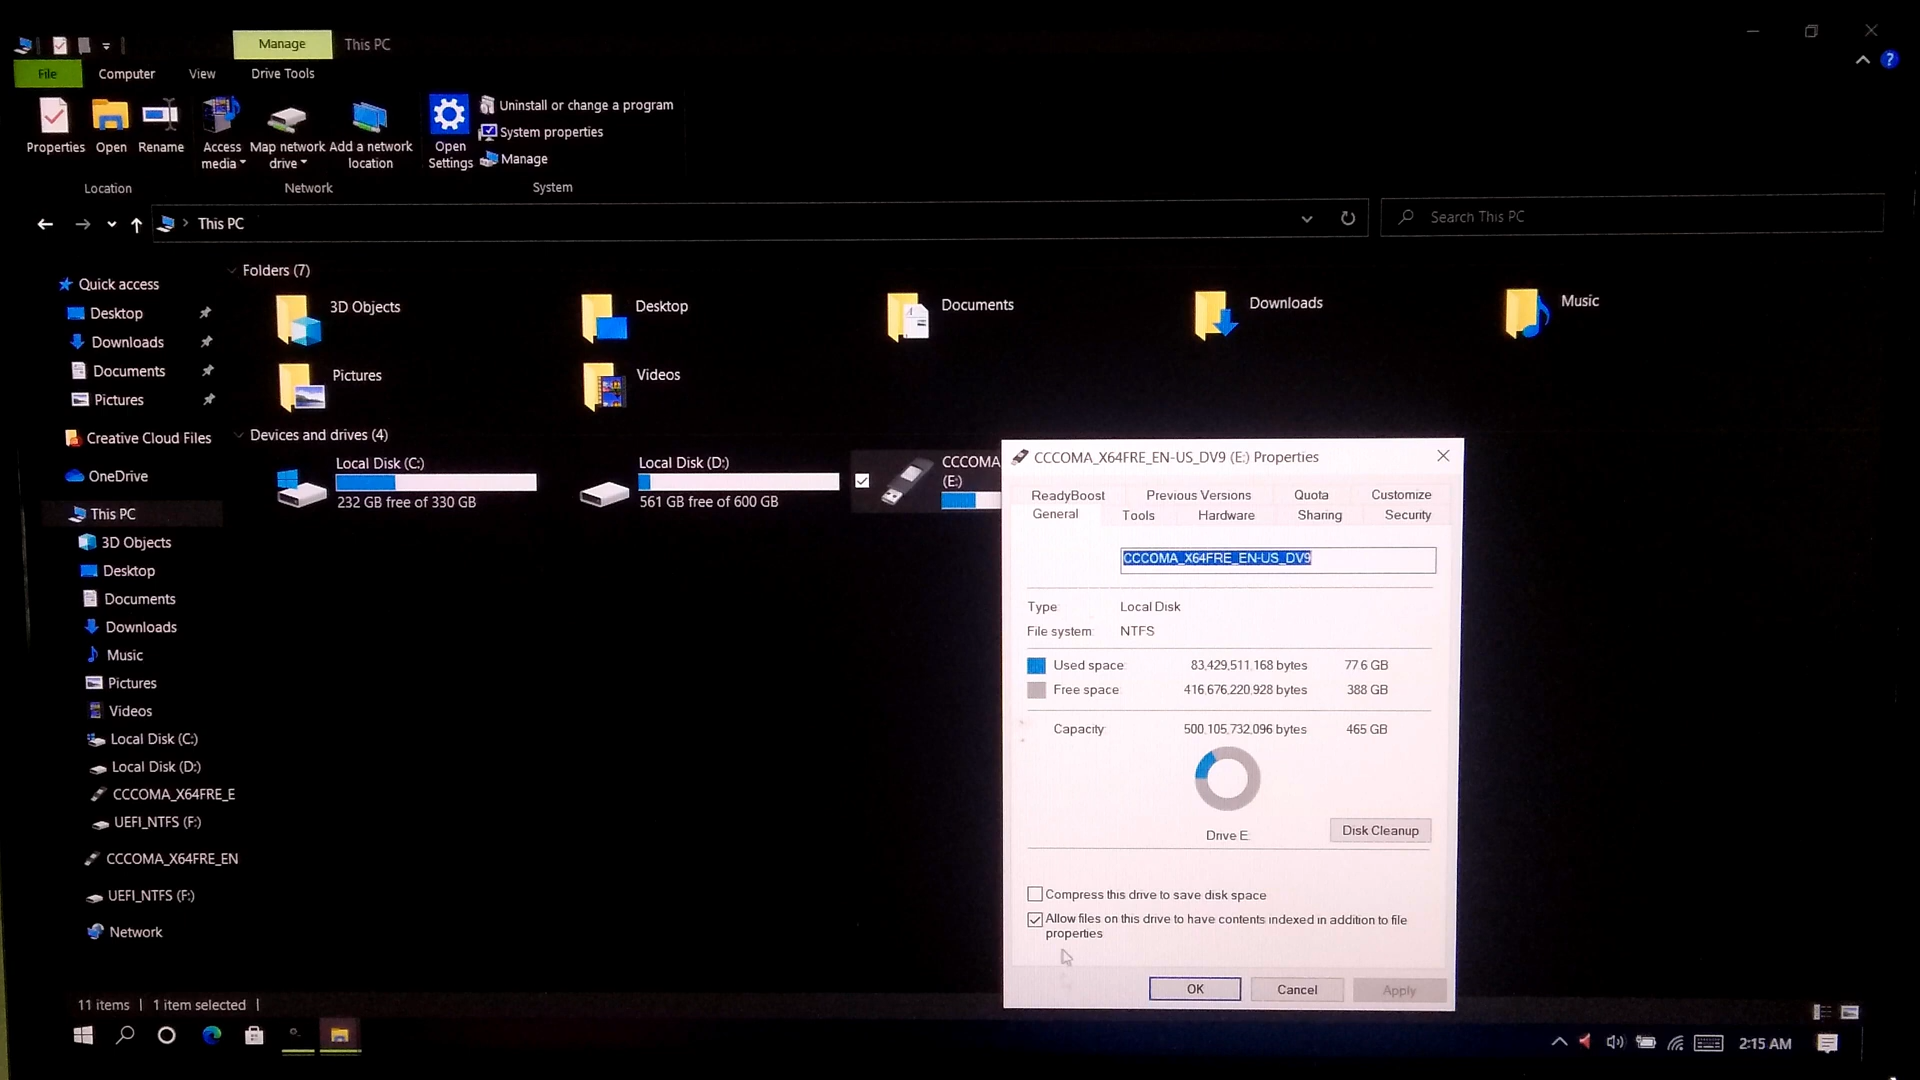 Manage This PC
File Computer View Drive Tools
Properties Open Rename Access media Map network drive Add a network location Open Settings Uninstall or change a program
System properties
Manage
Location Network System
This PC
Search This PC
Quick access
Desktop
Downloads
Documents
Pictures
Creative Cloud Files
OneDrive
This PC
3D Objects
Desktop
Documents
Downloads
Music
Pictures
Videos
Local Disk (C:)
Local Disk (D:)
CCCOMA_X64FRE_E
UEFI_NTFS (F:)
CCCOMA_X64FRE_EN
UEFI_NTFS (F:)
Network
Folders (7)
3D Objects Desktop Documents Downloads Music
Pictures Videos
Devices and drives (4)
Local Disk (C:)
232 GB free of 330 GB
Local Disk (D:)
561 GB free of 600 GB
CCCOMA
(E:)
CCCOMA_X64FRE_EN-US_DV9 (E:) Properties
ReadyBoost Previous Versions Quota Customize
General Tools Hardware Sharing Security
CCCOMA_X64FRE_EN-US_DV9
Type: Local Disk
File system: NTFS
Used space: 83,429,511,168 bytes 77.6 GB
Free space: 416,676,220,928 bytes 388 GB
Capacity: 500,105,732,096 bytes 465 GB
Drive E:
Disk Cleanup
Compress this drive to save disk space
Allow files on this drive to have contents indexed in addition to file
properties
OK Cancel Apply
11 items 1 item selected
2:15 AM